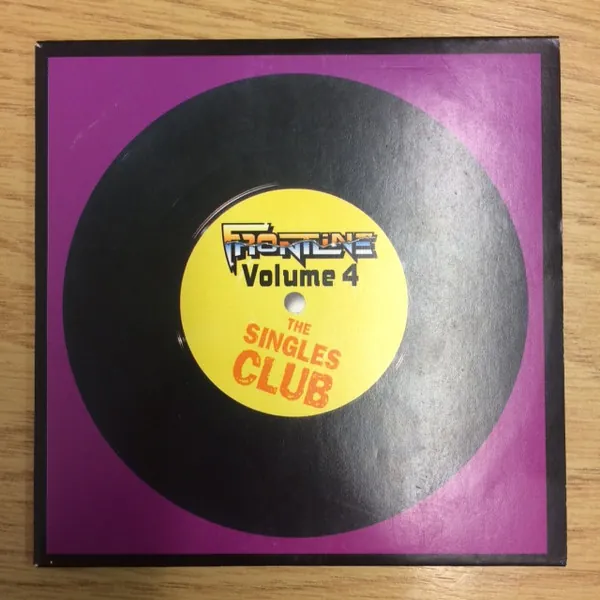 FRONTLINE
Volume 4
THE
SINGLES
CLUB